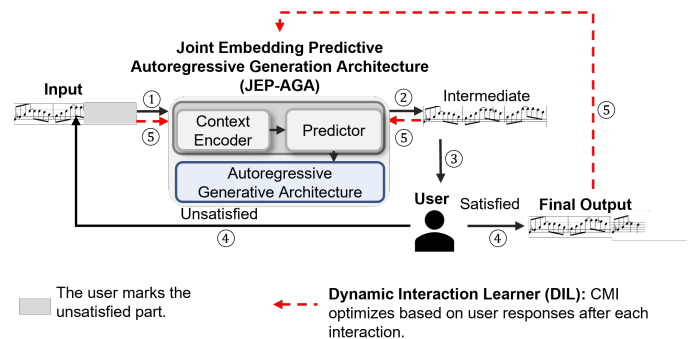 Joint Embedding Predictive
Autoregressive Generation Architecture
(JEP-AGA)
Input
①
②
Intermediate
⑤
⑤
⑤
Context
Encoder
Predictor
③
Autoregressive
Generative Architecture
User
Unsatisfied
Satisfied
Final Output
④
④
The user marks the
unsatisfied part.
Dynamic Interaction Learner (DIL): CMI
optimizes based on user responses after each
interaction.